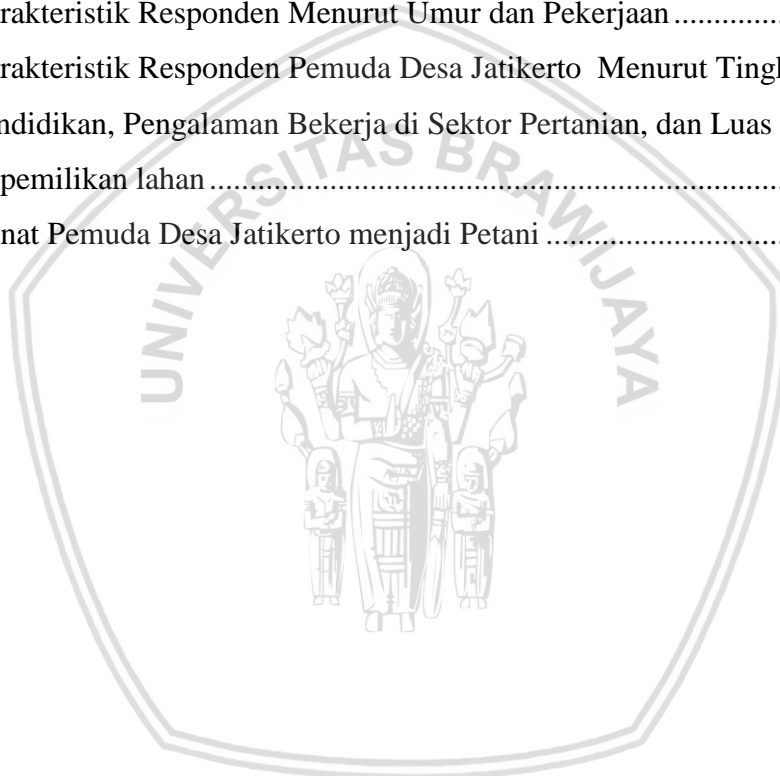 rakteristik Responden Menurut Umur dan Pekerjaan .............
rakteristik Responden Pemuda Desa Jatikerto Menurut Tingl
ndidikan, Pengalaman Bekerja di Sektor Pertanian, dan Luas
pemilikan lahan .....................................................................
nat Pemuda Desa Jatikerto menjadi Petani ............................
UNIVERSITAS BRAWIJAYA